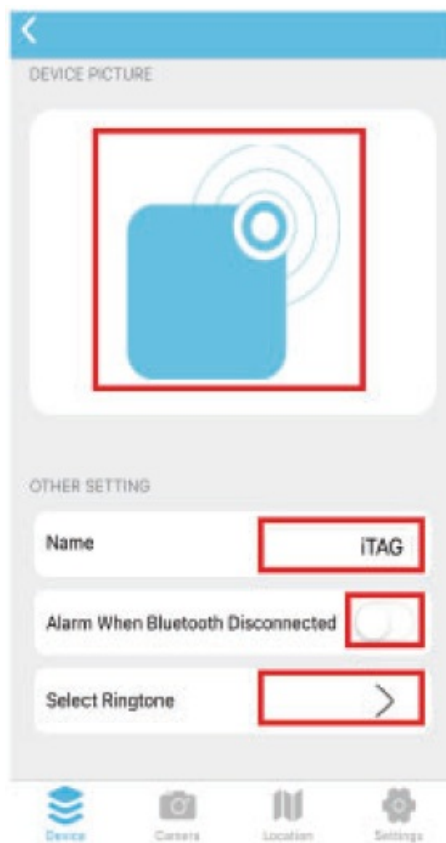 DEVICE PICTURE
OTHER SETTING
Name iTAG
Alarm When Bluetooth Disconnected
Select Ringtone
Device Camera Location Settings